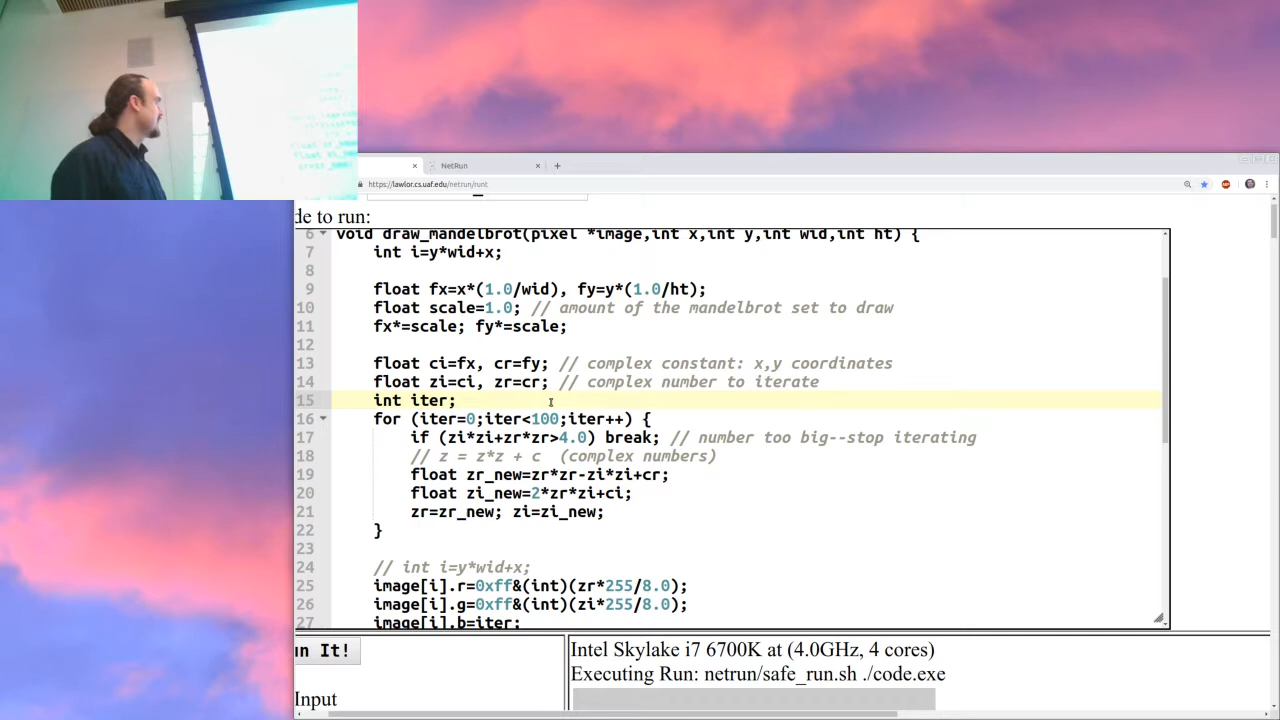 NetRun
https://lawlor.cs.uaf.edu/netrun/runt
de to run:
6 void draw_mandelbrot(pixel *image,int x,int y,int wid,int ht) {
7 int i=y*wid+x;
8
9 float fx=x*(1.0/wid), fy=y*(1.0/ht);
10 float scale=1.0; // amount of the mandelbrot set to draw
11 fx*=scale; fy*=scale;
12
13 float ci=fx, cr=fy; // complex constant: x,y coordinates
14 float zi=ci, zr=cr; // complex number to iterate
15 int iter;
16 for (iter=0;iter<100;iter++) {
17 if (zi*zi+zr*zr>4.0) break; // number too big--stop iterating
18 // z = z*z + c (complex numbers)
19 float zr_new=zr*zr-zi*zi+cr;
20 float zi_new=2*zr*zi+ci;
21 zr=zr_new; zi=zi_new;
22 }
23
24 // int i=y*wid+x;
25 image[i].r=0xff&(int)(zr*255/8.0);
26 image[i].g=0xff&(int)(zi*255/8.0);
27 image[i].b=iter;
un It!
Input
Intel Skylake i7 6700K at (4.0GHz, 4 cores)
Executing Run: netrun/safe_run.sh ./code.exe